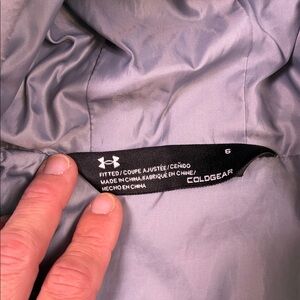 FITTED/COUPE AJUSTÉE/CEÑIDO
MADE IN CHINA/FABRIQUÉ EN CHINE/
HECHO EN CHINA
COLDGEAR
6